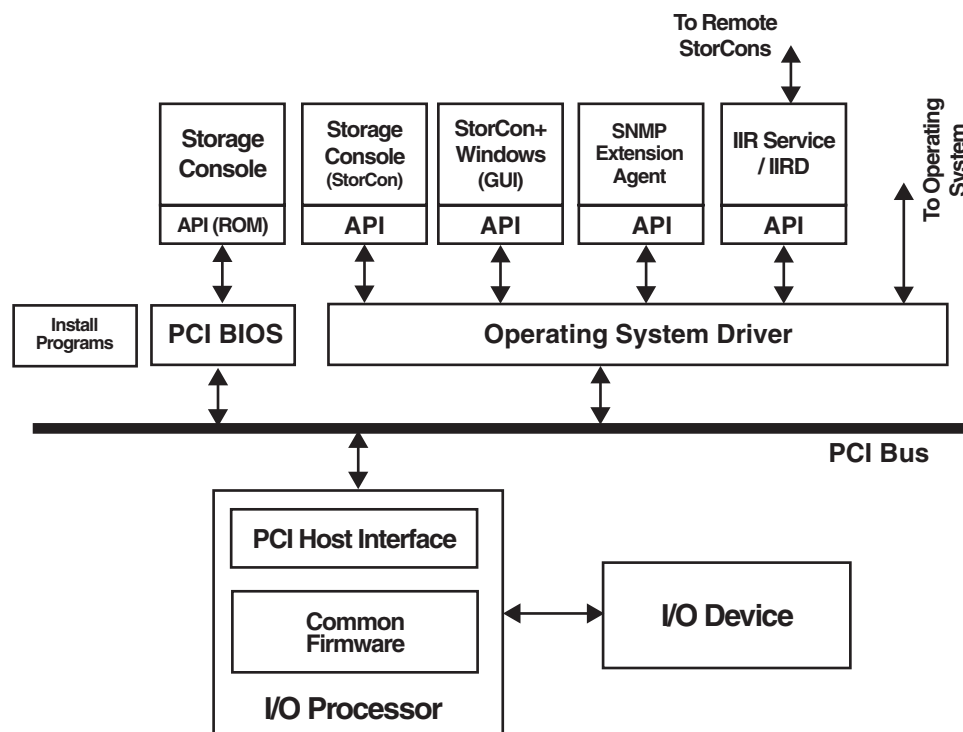 To Remote
StorCons
To Operating
System
Storage
Console
API (ROM)
Storage
Console
(StorCon)
API
StorCon+
Windows
(GUI)
API
SNMP
Extension
Agent
API
IIR Service
/ IIRD
API
Install
Programs
PCI BIOS
Operating System Driver
PCI Bus
PCI Host Interface
Common
Firmware
I/O Processor
I/O Device